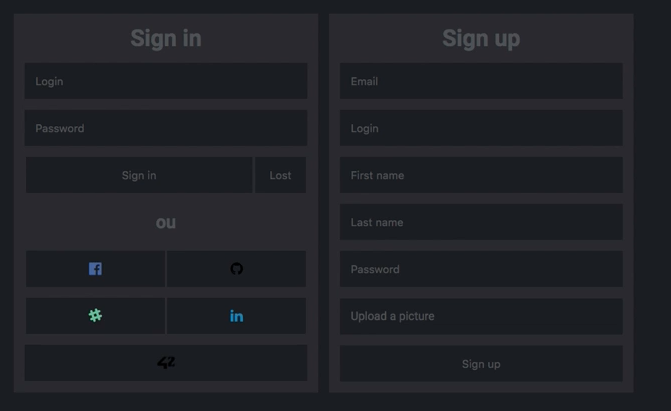 Sign in
Login
Password
Sign in
Lost
ou
42
Sign up
Email
Login
First name
Last name
Password
Upload a picture
Sign up